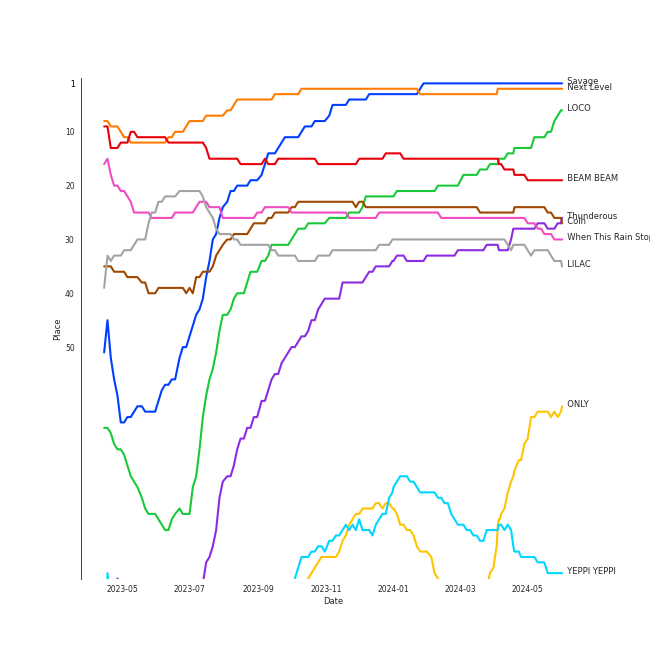 Savage
Next Level
LOCO
BEAM BEAM
Thunderous
Coin
When This Rain Stop
LILAC
ONLY
YEPPI YEPPI
1
10
20
30
40
50
Place
2023-05 2023-07 2023-09 2023-11 2024-01 2024-03 2024-05
Date